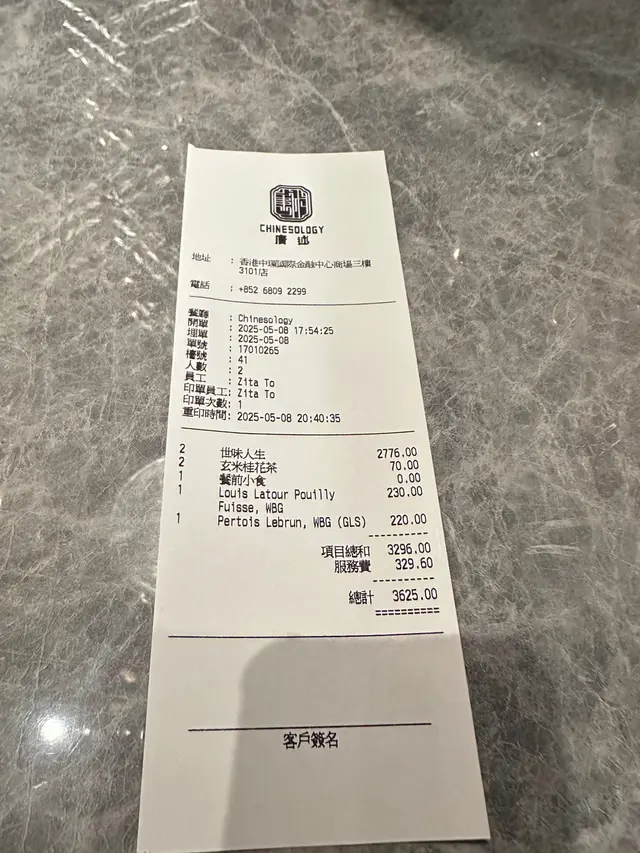 CHINESOLOGY
唐述
地址 : 香港中環國際金融中心商場三樓
3101店
電話 : +852 6809 2299
餐廳 : Chinesology
開單 : 2025-05-08 17:54:25
埋單 : 2025-05-08
單號 : 17010265
檯號 : 41
人數 : 2
員工 : Zita To
印單員工: Zita To
印單次數: 1
重印時間: 2025-05-08 20:40:35
2 世味人生 2776.00
2 玄米桂花茶 70.00
1 餐前小食 0.00
1 Louis Latour Pouilly 230.00
Fuisse, WBG
1 Pertois Lebrun, WBG (GLS) 220.00
----------
項目總和 3296.00
服務費 329.60
----------
總計 3625.00
==========
客戶簽名